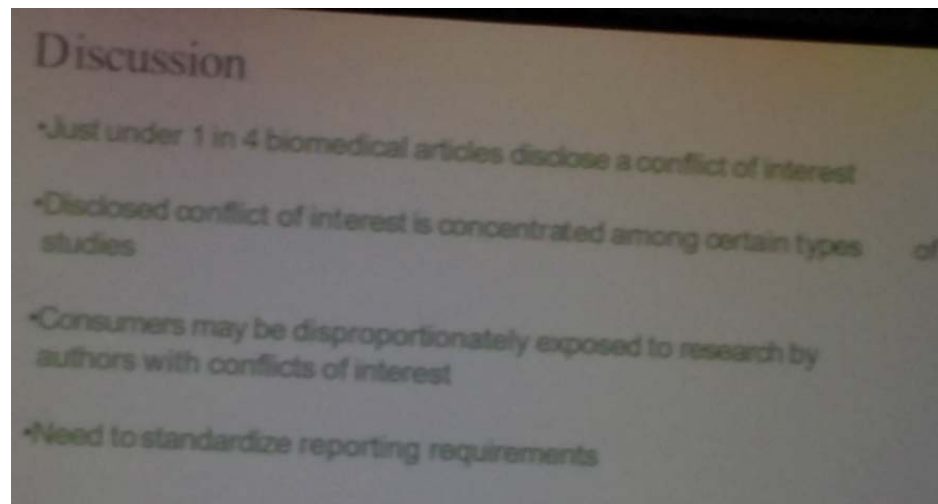 Discussion
•Just under 1 in 4 biomedical articles disclose a conflict of interest
•Disclosed conflict of interest is concentrated among certain types of
studies
•Consumers may be disproportionately exposed to research by
authors with conflicts of interest
•Need to standardize reporting requirements